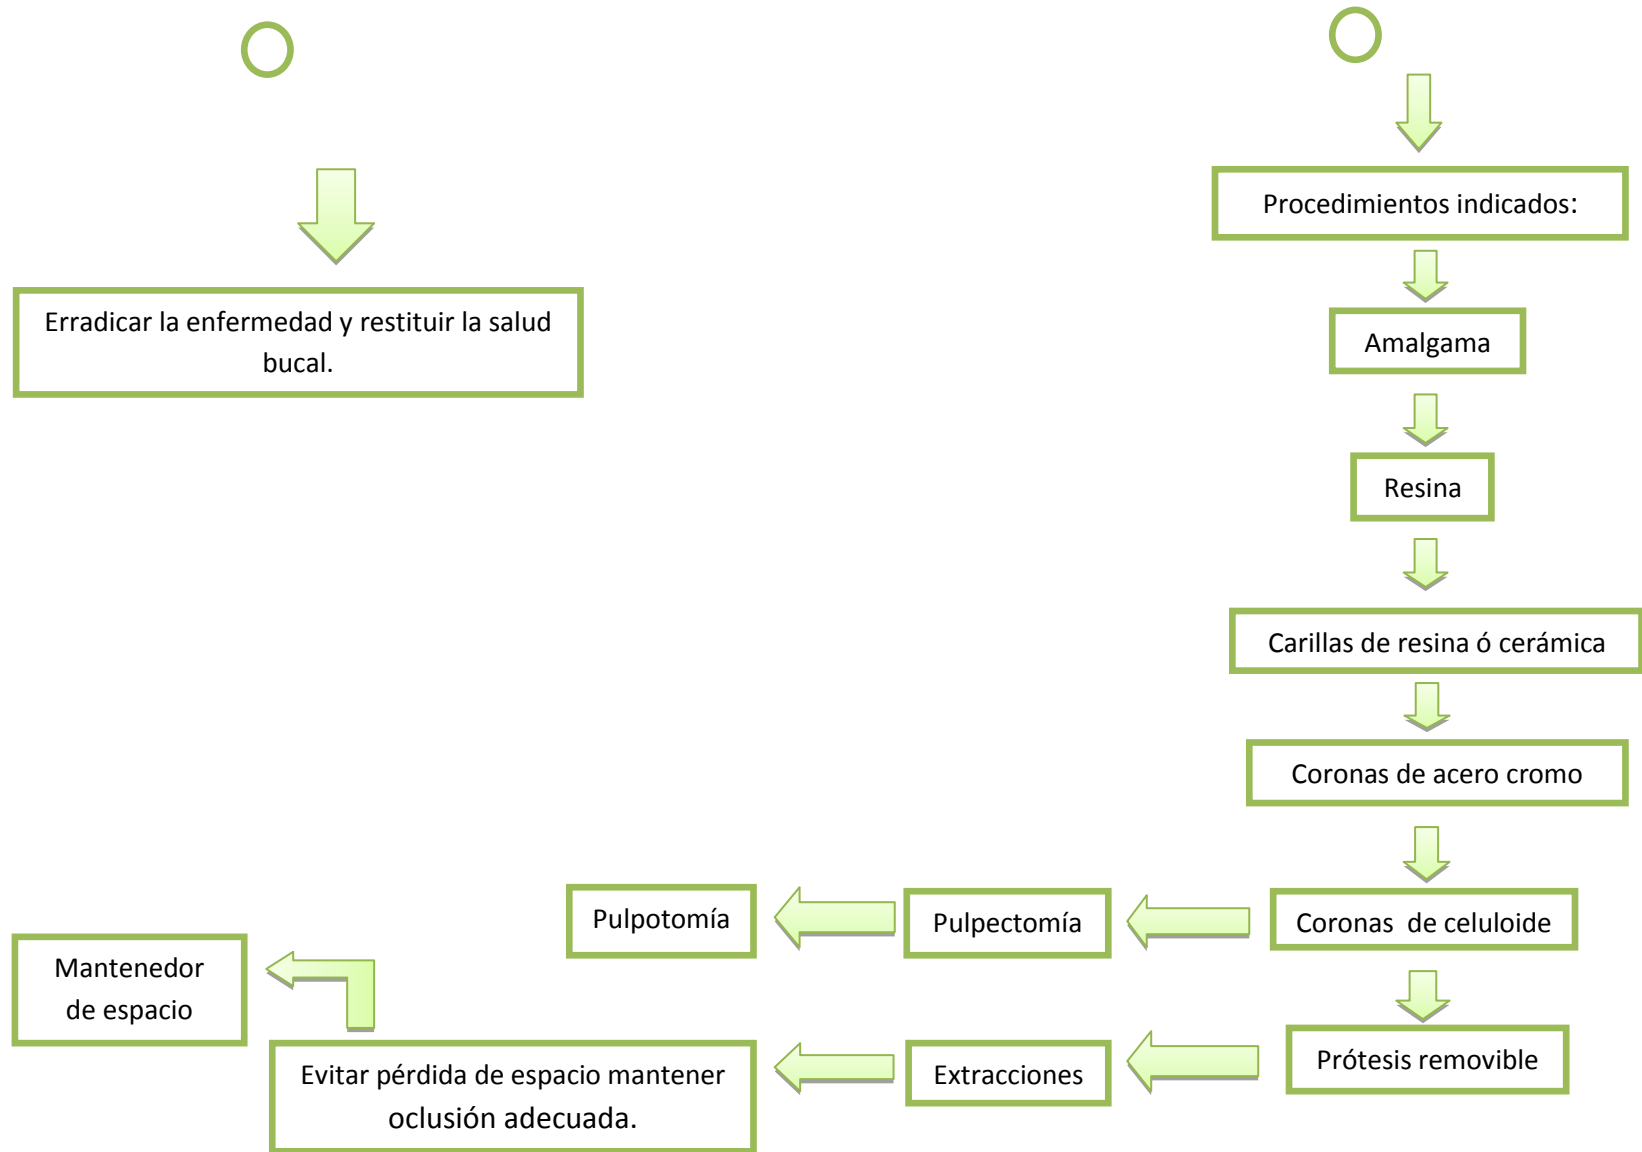 Procedimientos indicados:
Erradicar la enfermedad y restituir la salud
bucal.
Amalgama
Resina
Carillas de resina ó cerámica
Coronas de acero cromo
Coronas  de celuloide
Pulpectomía
Pulpotomía
Prótesis removible
Extracciones
Evitar pérdida de espacio mantener
oclusión adecuada.
Mantenedor
de espacio